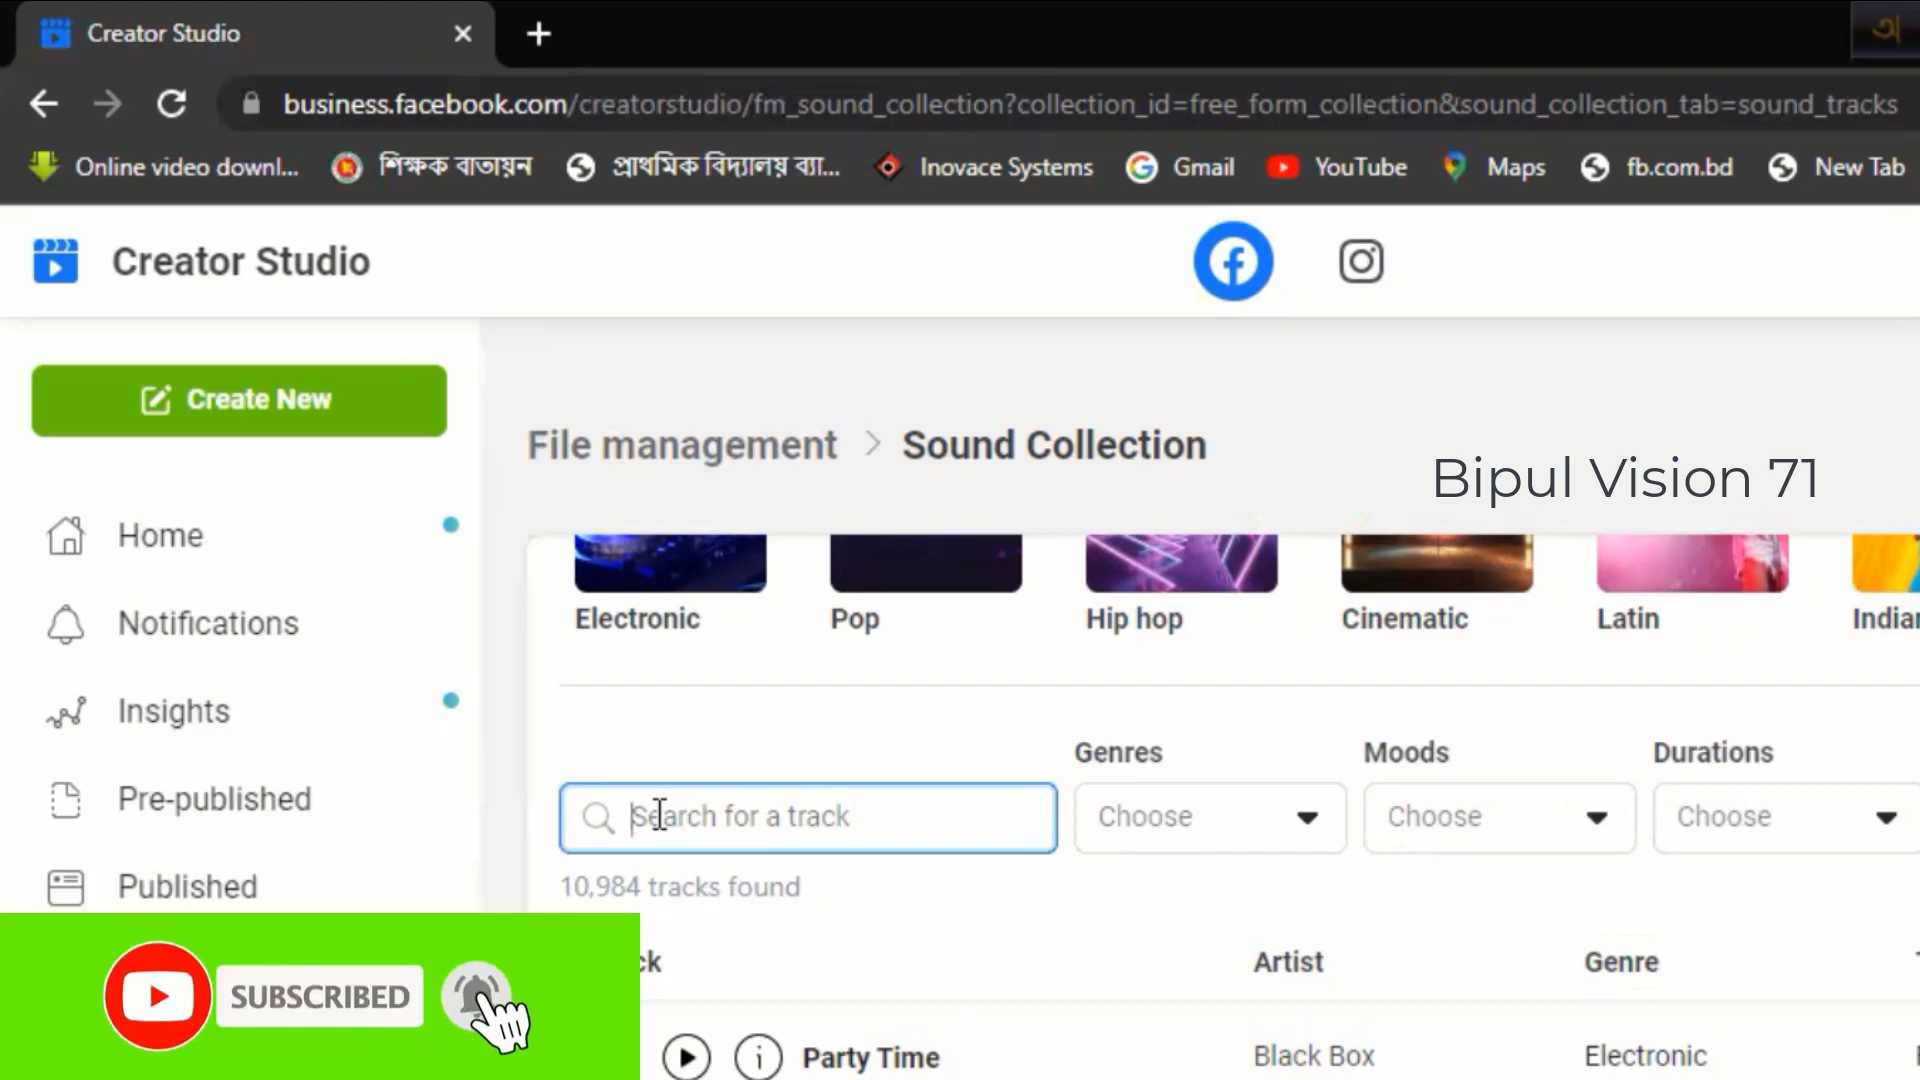 Creator Studio
অ
business.facebook.com/creatorstudio/fm_sound_collection?collection_id=free_form_collection&sound_collection_tab=sound_tracks
Online video downl... শিক্ষক বাতায়ন প্রাথমিক বিদ্যালয় ব্যা... Inovace Systems Gmail YouTube Maps fb.com.bd New Tab
Creator Studio
Create New
File management > Sound Collection
Bipul Vision 71
Home
Notifications
Insights
Pre-published
Published
Electronic Pop Hip hop Cinematic Latin Indian
Genres Moods Durations
Search for a track Choose Choose Choose
10,984 tracks found
ck Artist Genre
Party Time Black Box Electronic
SUBSCRIBED